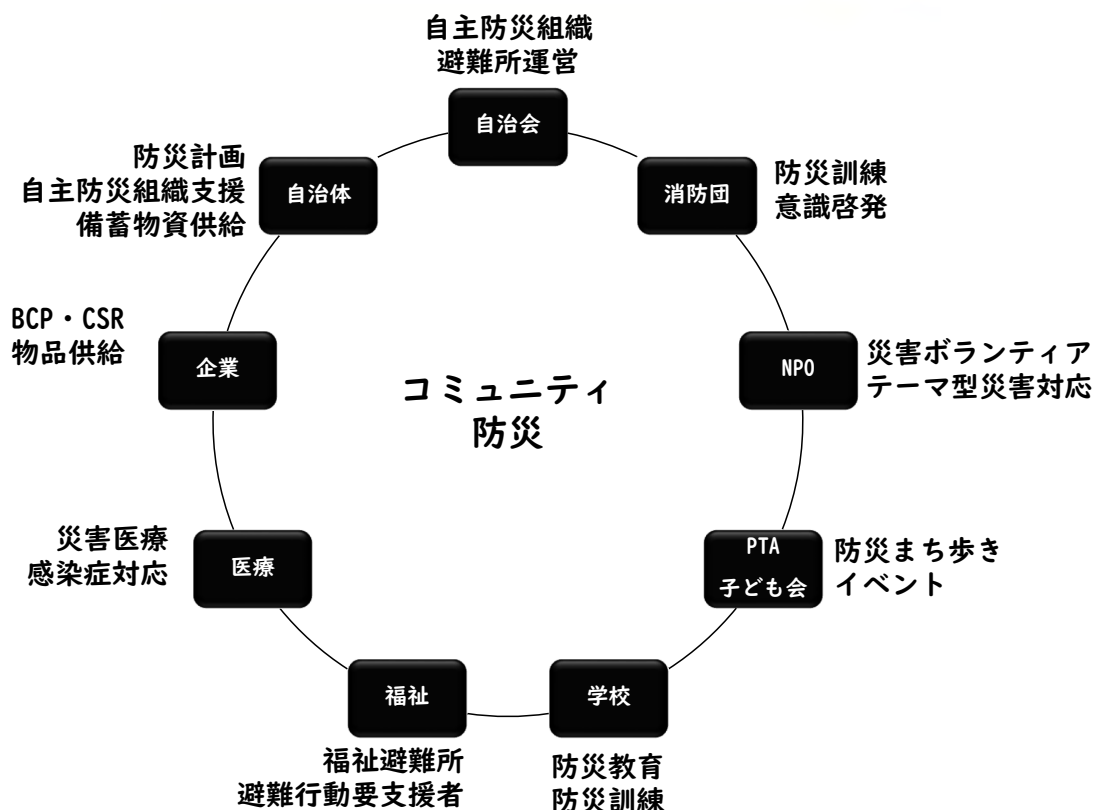 自主防災組織
避難所運営
自治会
消防団
防災訓練
意識啓発
NPO
災害ボランティア
テーマ型災害対応
PTA
子ども会
防災まち歩き
イベント
学校
防災教育
防災訓練
福祉
福祉避難所
避難行動要支援者
医療
災害医療
感染症対応
企業
BCP・CSR
物品供給
自治体
防災計画
自主防災組織支援
備蓄物資供給
コミュニティ
防災